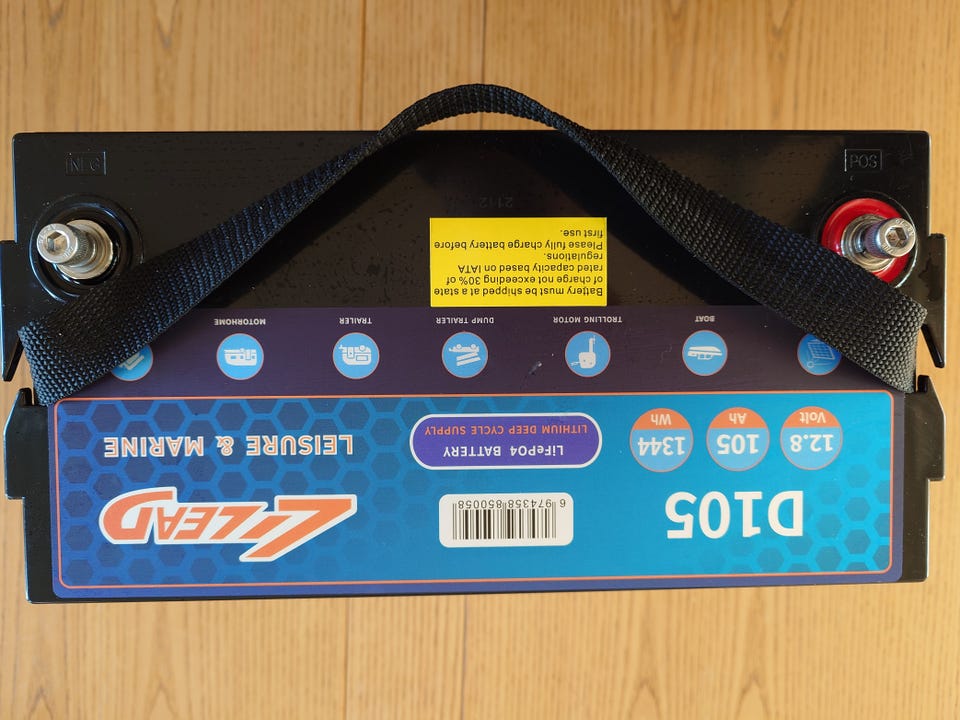 D105
6 974358 850058
LILEAD
12.8
Volt
105
Ah
1344
Wh
LiFePO4 BATTERY
LITHIUM DEEP CYCLE SUPPLY
LEISURE & MARINE
BOAT
TROLLING MOTOR
DUMP TRAILER
TRAILER
MOTORHOME
Battery must be shipped at a state
of charge not exceeding 30% of
rated capacity based on IATA
regulations.
Please fully charge battery before
first use.
NEG
POS